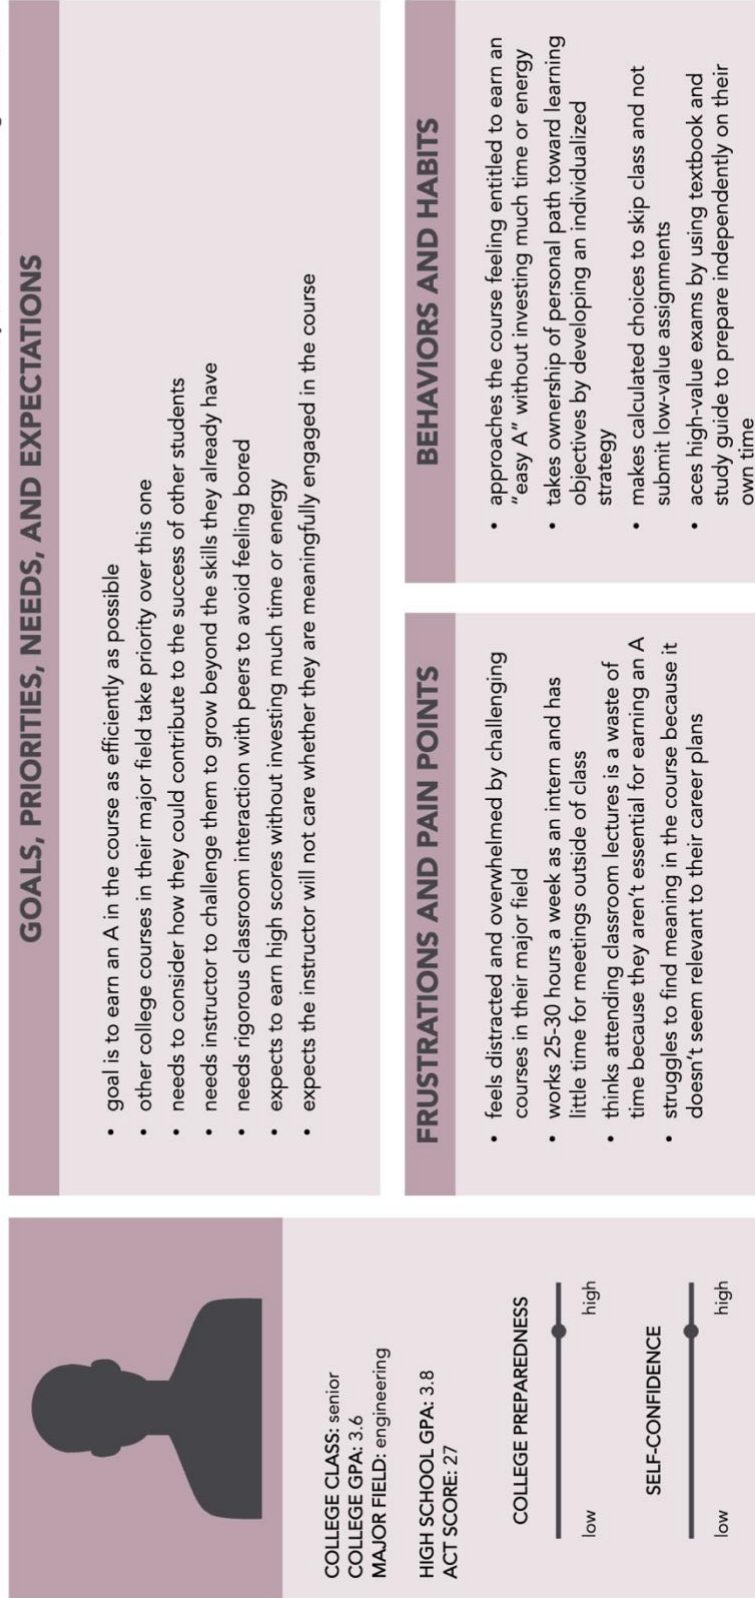 COLLEGE CLASS: senior
COLLEGE GPA: 3.6
MAJOR FIELD: engineering
HIGH SCHOOL GPA: 3.8
ACT SCORE: 27
COLLEGE PREPAREDNESS
low high
SELF-CONFIDENCE
low high
GOALS, PRIORITIES, NEEDS, AND EXPECTATIONS
• goal is to earn an A in the course as efficiently as possible
• other college courses in their major field take priority over this one
• needs to consider how they could contribute to the success of other students
• needs instructor to challenge them to grow beyond the skills they already have
• needs rigorous classroom interaction with peers to avoid feeling bored
• expects to earn high scores without investing much time or energy
• expects the instructor will not care whether they are meaningfully engaged in the course
FRUSTRATIONS AND PAIN POINTS
• feels distracted and overwhelmed by challenging
courses in their major field
• works 25-30 hours a week as an intern and has
little time for meetings outside of class
• thinks attending classroom lectures is a waste of
time because they aren't essential for earning an A
• struggles to find meaning in the course because it
doesn't seem relevant to their career plans
BEHAVIORS AND HABITS
• approaches the course feeling entitled to earn an
"easy A" without investing much time or energy
• takes ownership of personal path toward learning
objectives by developing an individualized
strategy
• makes calculated choices to skip class and not
submit low-value assignments
• aces high-value exams by using textbook and
study guide to prepare independently on their
own time